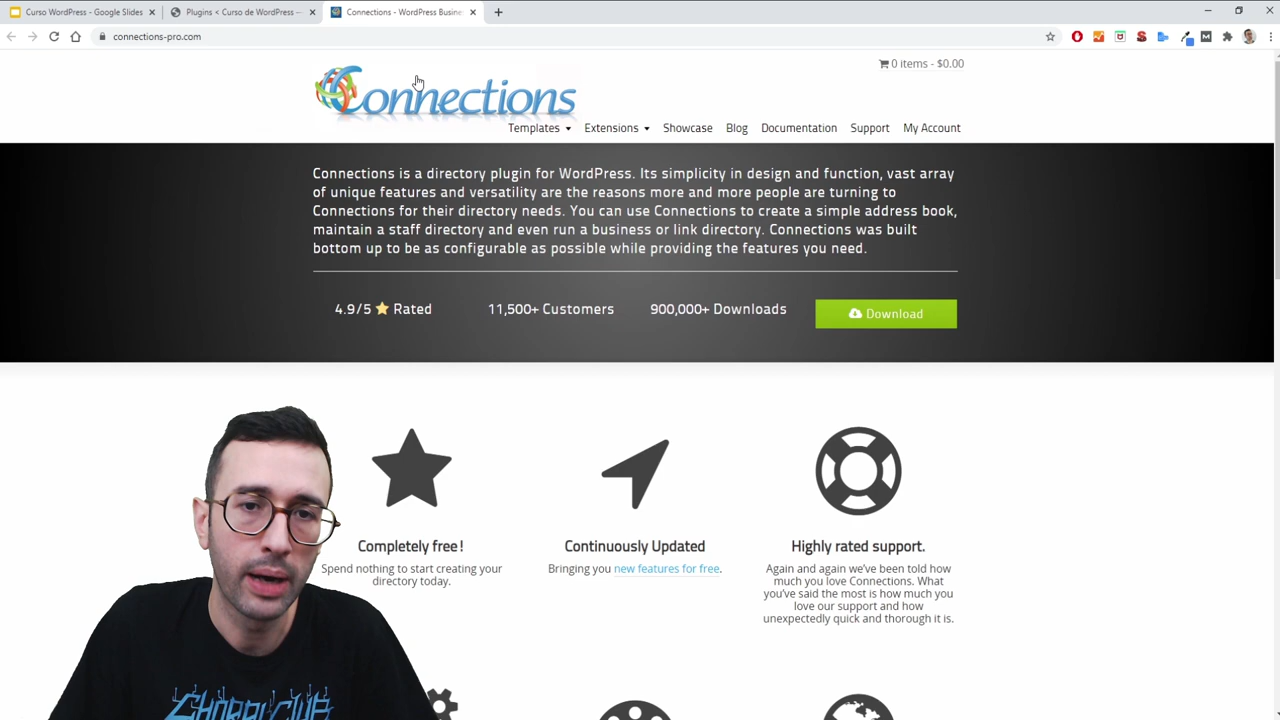 Curso WordPress - Google Slides
Plugins < Curso de WordPress —
Connections - WordPress Busine
connections-pro.com
0 items - $0.00
Connections
Templates
Extensions
Showcase
Blog
Documentation
Support
My Account
Connections is a directory plugin for WordPress. Its simplicity in design and function, vast array
of unique features and versatility are the reasons more and more people are turning to
Connections for their directory needs. You can use Connections to create a simple address book,
maintain a staff directory and even run a business or link directory. Connections was built
bottom up to be as configurable as possible while providing the features you need.
4.9/5 ⭐ Rated
11,500+ Customers
900,000+ Downloads
Download
Completely free!
Spend nothing to start creating your
directory today.
Continuously Updated
Bringing you new features for free.
Highly rated support.
Again and again we've been told how
much you love Connections. What
you've said the most is how much you
love our support and how
unexpectedly quick and thorough it is.